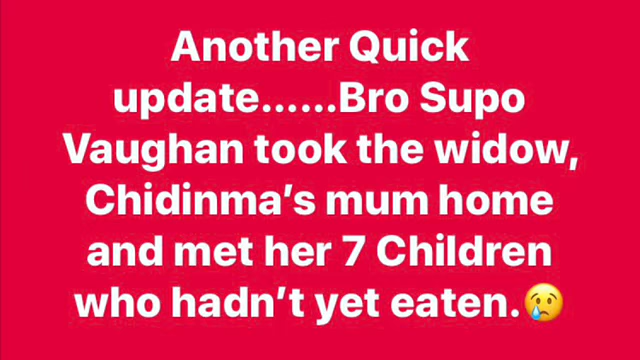 Another Quick
update......Bro Supo
Vaughan took the widow,
Chidinma’s mum home
and met her 7 Children
who hadn’t yet eaten.😢